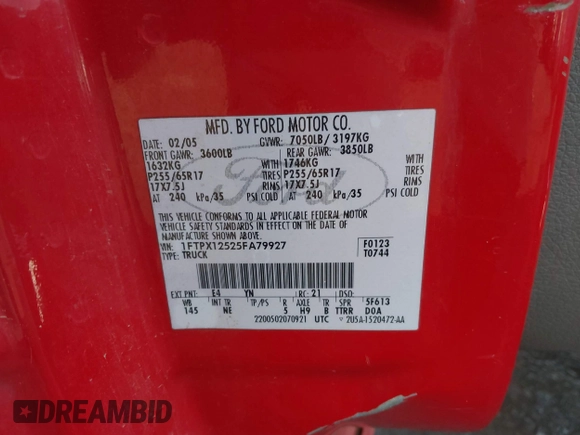 MFD. BY FORD MOTOR CO.
DATE: 02/05 GVWR: 7050LB/ 3197KG
FRONT GAWR: 3600LB REAR GAWR: 3850LB
1632KG WITH 1746KG WITH
P255/65R17 TIRES P255/65R17 TIRES
17X7.5J RIMS 17X7.5J RIMS
AT 240 kPa/35 PSI COLD AT 240 kPa/35 PSI COLD
THIS VEHICLE CONFORMS TO ALL APPLICABLE FEDERAL MOTOR
VEHICLE SAFETY STANDARDS IN EFFECT ON THE DATE OF
MANUFACTURE SHOWN ABOVE.
VIN: 1FTPX12525FA79927 F0123
TYPE: TRUCK T0744
Ford
EXT PNT: E4 YN RC: 21 DSO:
WB INT TR TP/PS R AXLE TR SPR 5F613
145 NE 5 H9 B TTRR D0A
2200502070921 UTC 2U5A-1520472-AA
DREAMBID